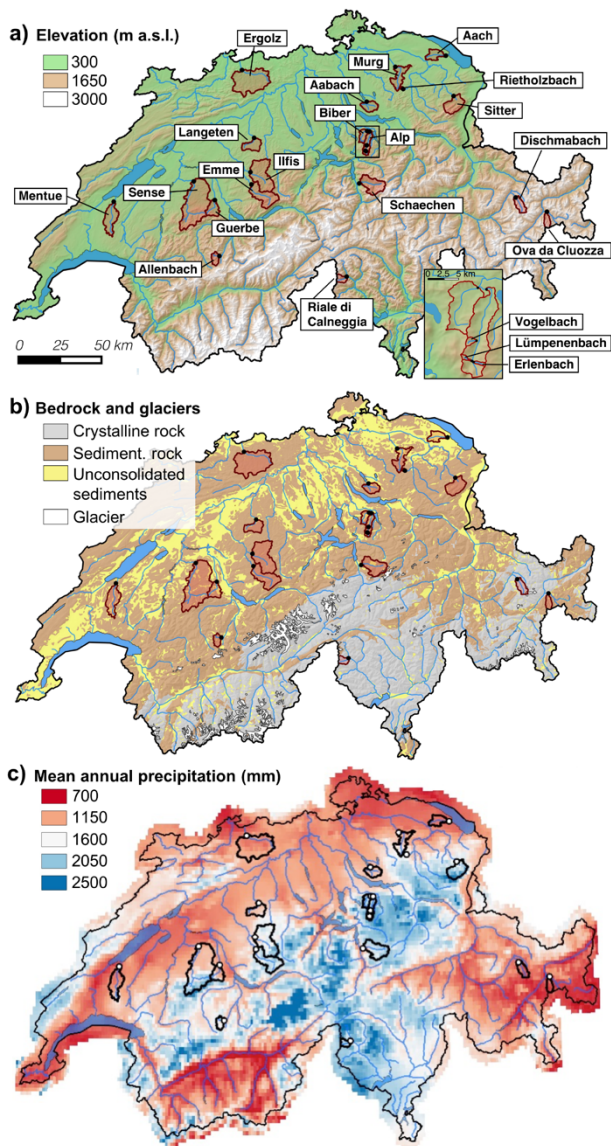 a) Elevation (m a.s.l.)
300
1650
3000
Ergolz
Aach
Murg
Rietholzbach
Aabach
Sitter
Biber
Alp
Langeten
Dischmabach
Ilfis
Emme
Sense
Mentue
Schaechen
Guerbe
Ova da Cluozza
Allenbach
Riale di
Calneggia
0 2.5 5 km
Vogelbach
Lümpenenbach
Erlenbach
0 25 50 km
b) Bedrock and glaciers
Crystalline rock
Sediment. rock
Unconsolidated
sediments
Glacier
c) Mean annual precipitation (mm)
700
1150
1600
2050
2500